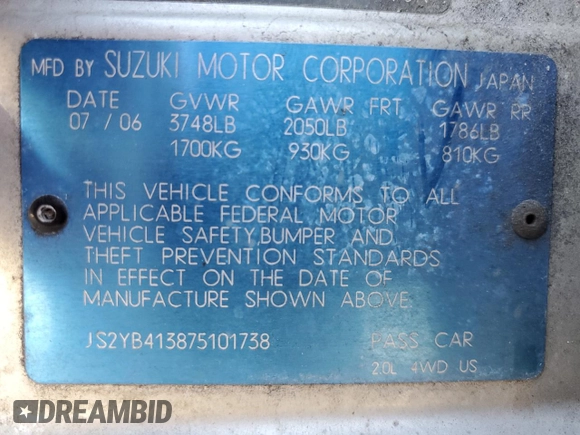 MFD BY SUZUKI MOTOR CORPORATION JAPAN
DATE GVWR GAWR FRT GAWR RR
07 / 06 3748LB 2050LB 1786LB
1700KG 930KG 810KG
THIS VEHICLE CONFORMS TO ALL
APPLICABLE FEDERAL MOTOR
VEHICLE SAFETY,BUMPER AND
THEFT PREVENTION STANDARDS
IN EFFECT ON THE DATE OF
MANUFACTURE SHOWN ABOVE.
JS2YB413875101738 PASS CAR
2.0L 4WD US
DREAMBID